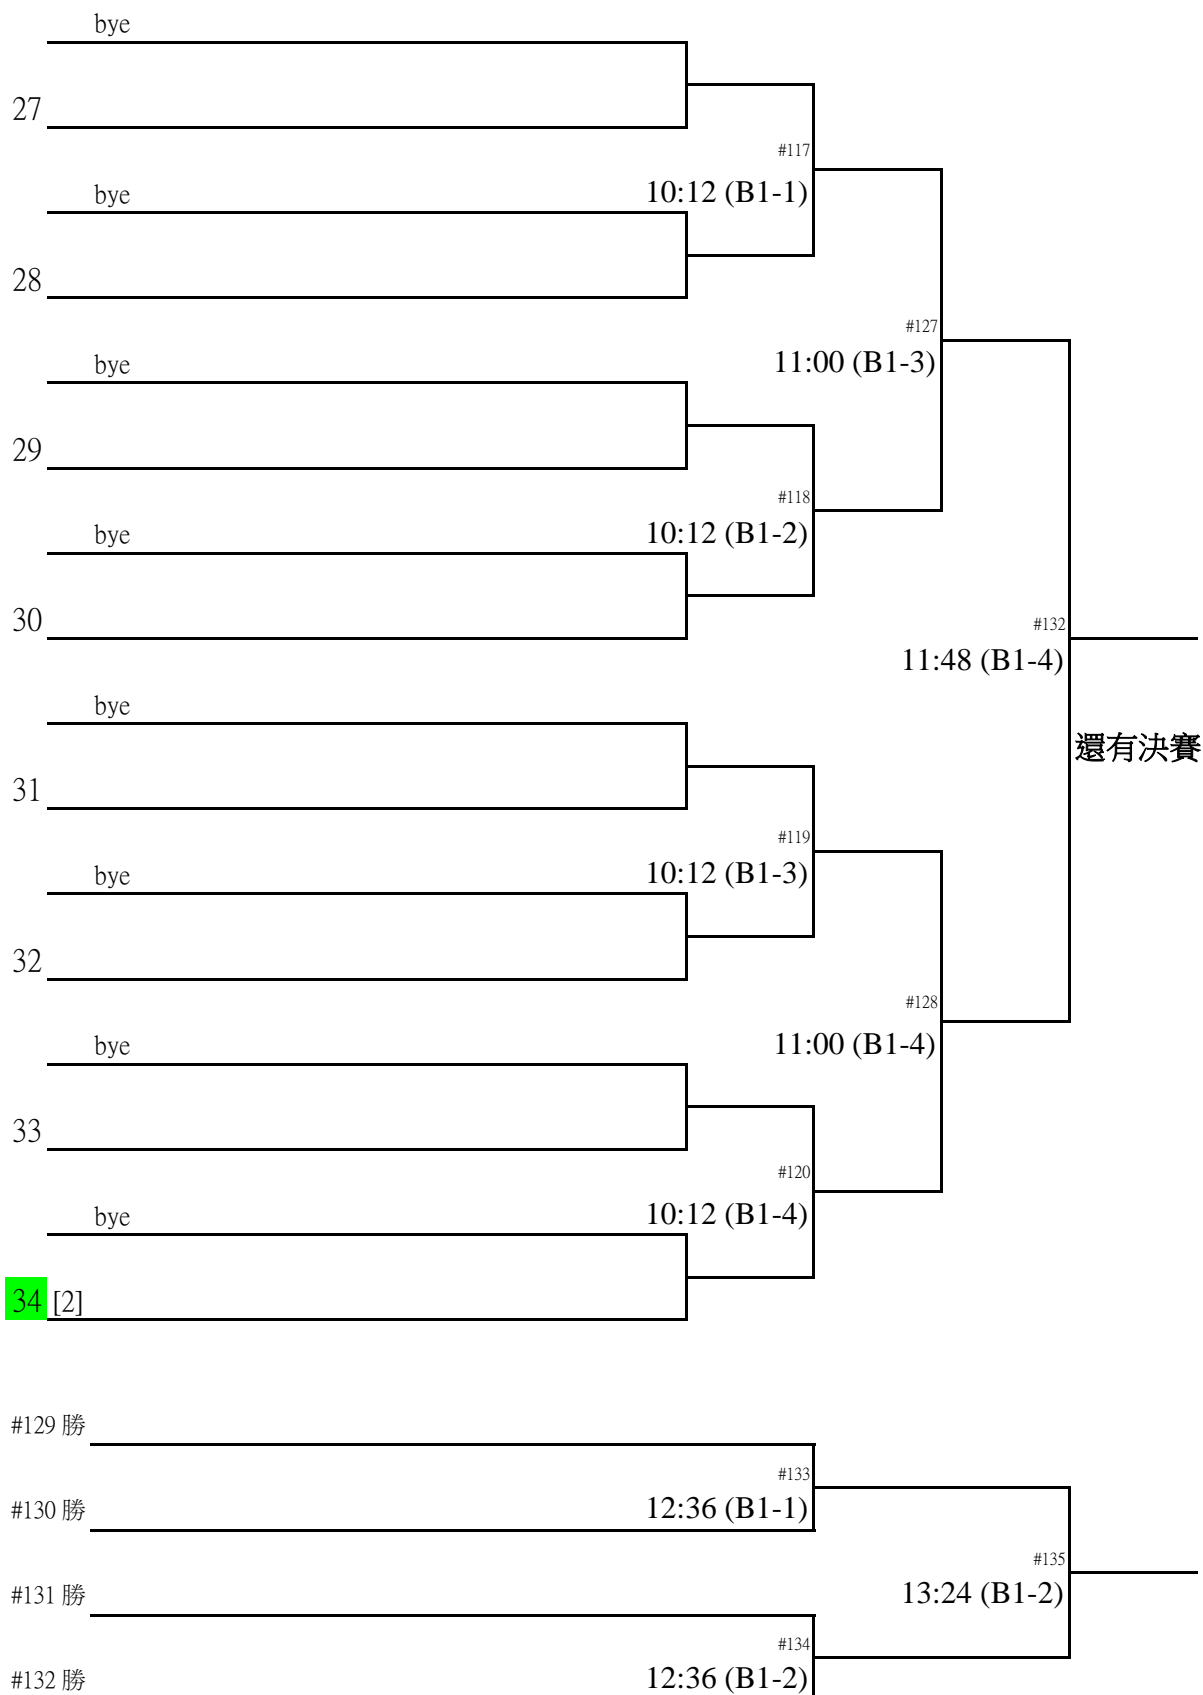 bye
27
#117
bye
10:12 (B1-1)
28
#127
bye
11:00 (B1-3)
29
#118
bye
10:12 (B1-2)
30
#132
11:48 (B1-4)
bye
還有決賽
31
#119
bye
10:12 (B1-3)
32
#128
bye
11:00 (B1-4)
33
#120
bye
10:12 (B1-4)
34 [2]
#129 勝
#133
#130 勝
12:36 (B1-1)
#135
#131 勝
13:24 (B1-2)
#134
#132 勝
12:36 (B1-2)